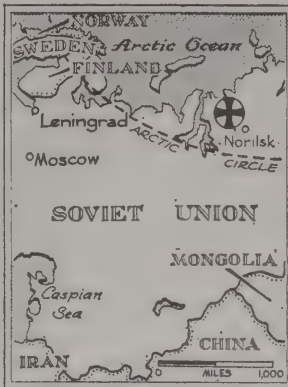 NORWAY
SWEDEN
Arctic Ocean
FINLAND
Leningrad
ARCTIC
Norilsk
CIRCLE
Moscow
SOVIET UNION
MONGOLIA
Caspian
Sea
CHINA
IRAN
0 MILES 1,000